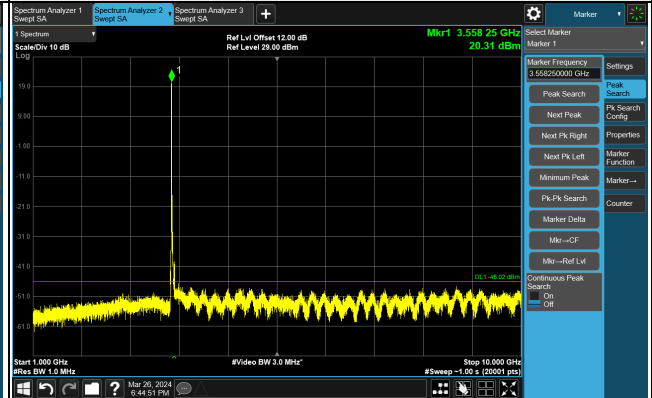 Spectrum Analyzer 1
Swept SA
Spectrum Analyzer 2
Swept SA
Spectrum Analyzer 3
Swept SA
+
Marker
1 Spectrum
Scale/Div 10 dB
Log
Ref Lvl Offset 12.00 dB
Ref Level 29.00 dBm
Mkr1 3.558 25 GHz
20.31 dBm
1
19.0
9.00
-1.00
-11.0
-21.0
-31.0
-41.0
-51.0
-61.0
DL1 -46.02 dBm
Start 1.000 GHz
#Res BW 1.0 MHz
#Video BW 3.0 MHz*
Stop 10.000 GHz
#Sweep ~1.00 s (20001 pts)
Mar 26, 2024
6:44:51 PM
Select Marker
Marker 1
Marker Frequency
3.558250000 GHz
Peak Search
Next Peak
Next Pk Right
Next Pk Left
Minimum Peak
Pk-Pk Search
Marker Delta
Mkr→CF
Mkr→Ref Lvl
Continuous Peak
Search
On
Off
Settings
Peak
Search
Pk Search
Config
Properties
Marker
Function
Marker→
Counter